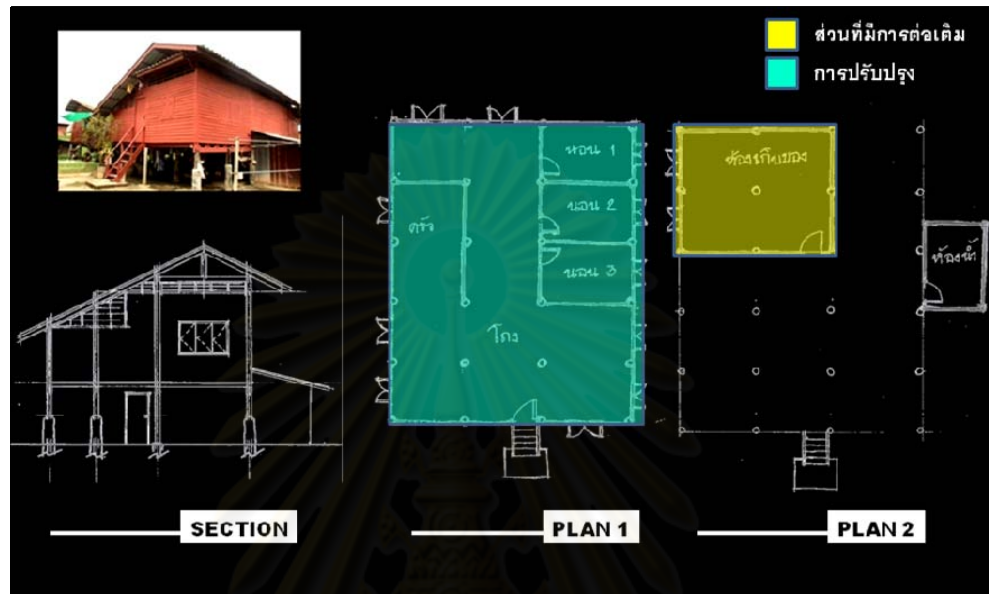 ส่วนที่มีการต่อเติม
การปรับปรุง
นอน 1
นอน 2
นอน 3
ครัว
โถง
ห้องเก็บของ
ห้องน้ำ
SECTION
PLAN 1
PLAN 2